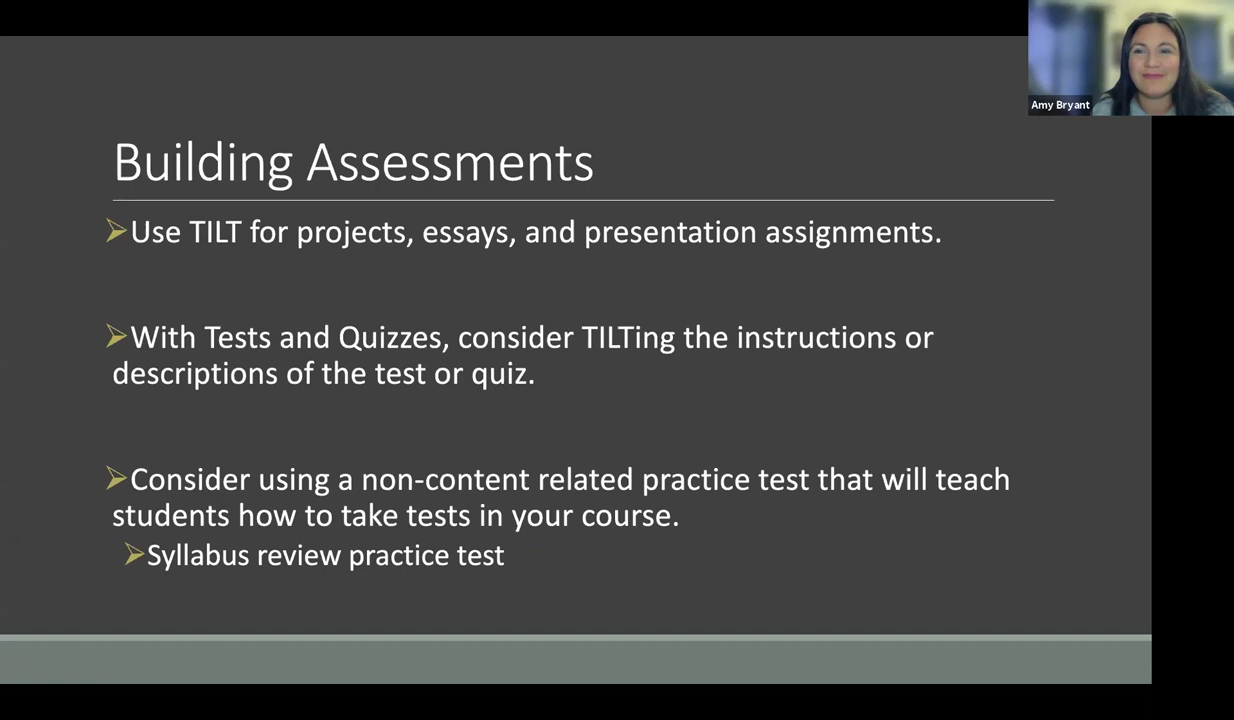 Amy Bryant
Building Assessments
Use TILT for projects, essays, and presentation assignments.
With Tests and Quizzes, consider TILTing the instructions or
descriptions of the test or quiz.
Consider using a non-content related practice test that will teach
students how to take tests in your course.
Syllabus review practice test